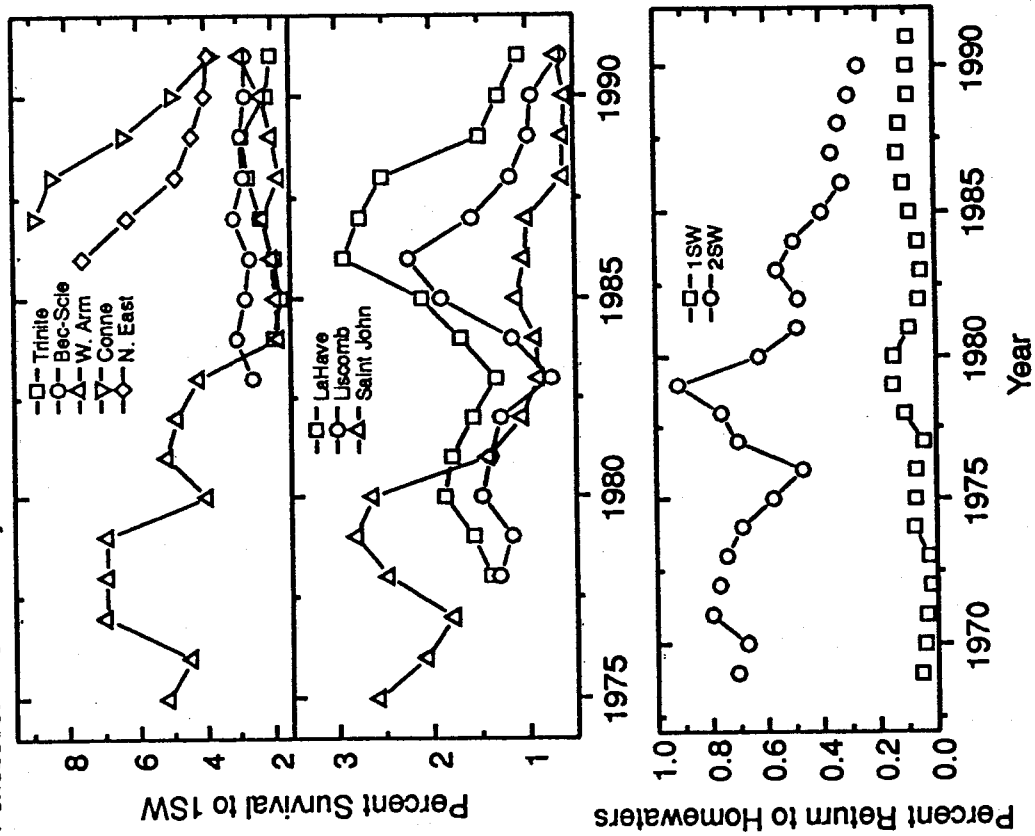 8
6
4
2
Trinite
Bec-Scie
W. Arm
Conne
N. East
Percent Survival to 1SW
3
2
1
LaHave
Liscomb
Saint John
1975
1980
1985
1990
Percent Return to Homewaters
1.0
0.8
0.6
0.4
0.2
0.0
1SW
2SW
1970
1975
1980
1985
1990
Year